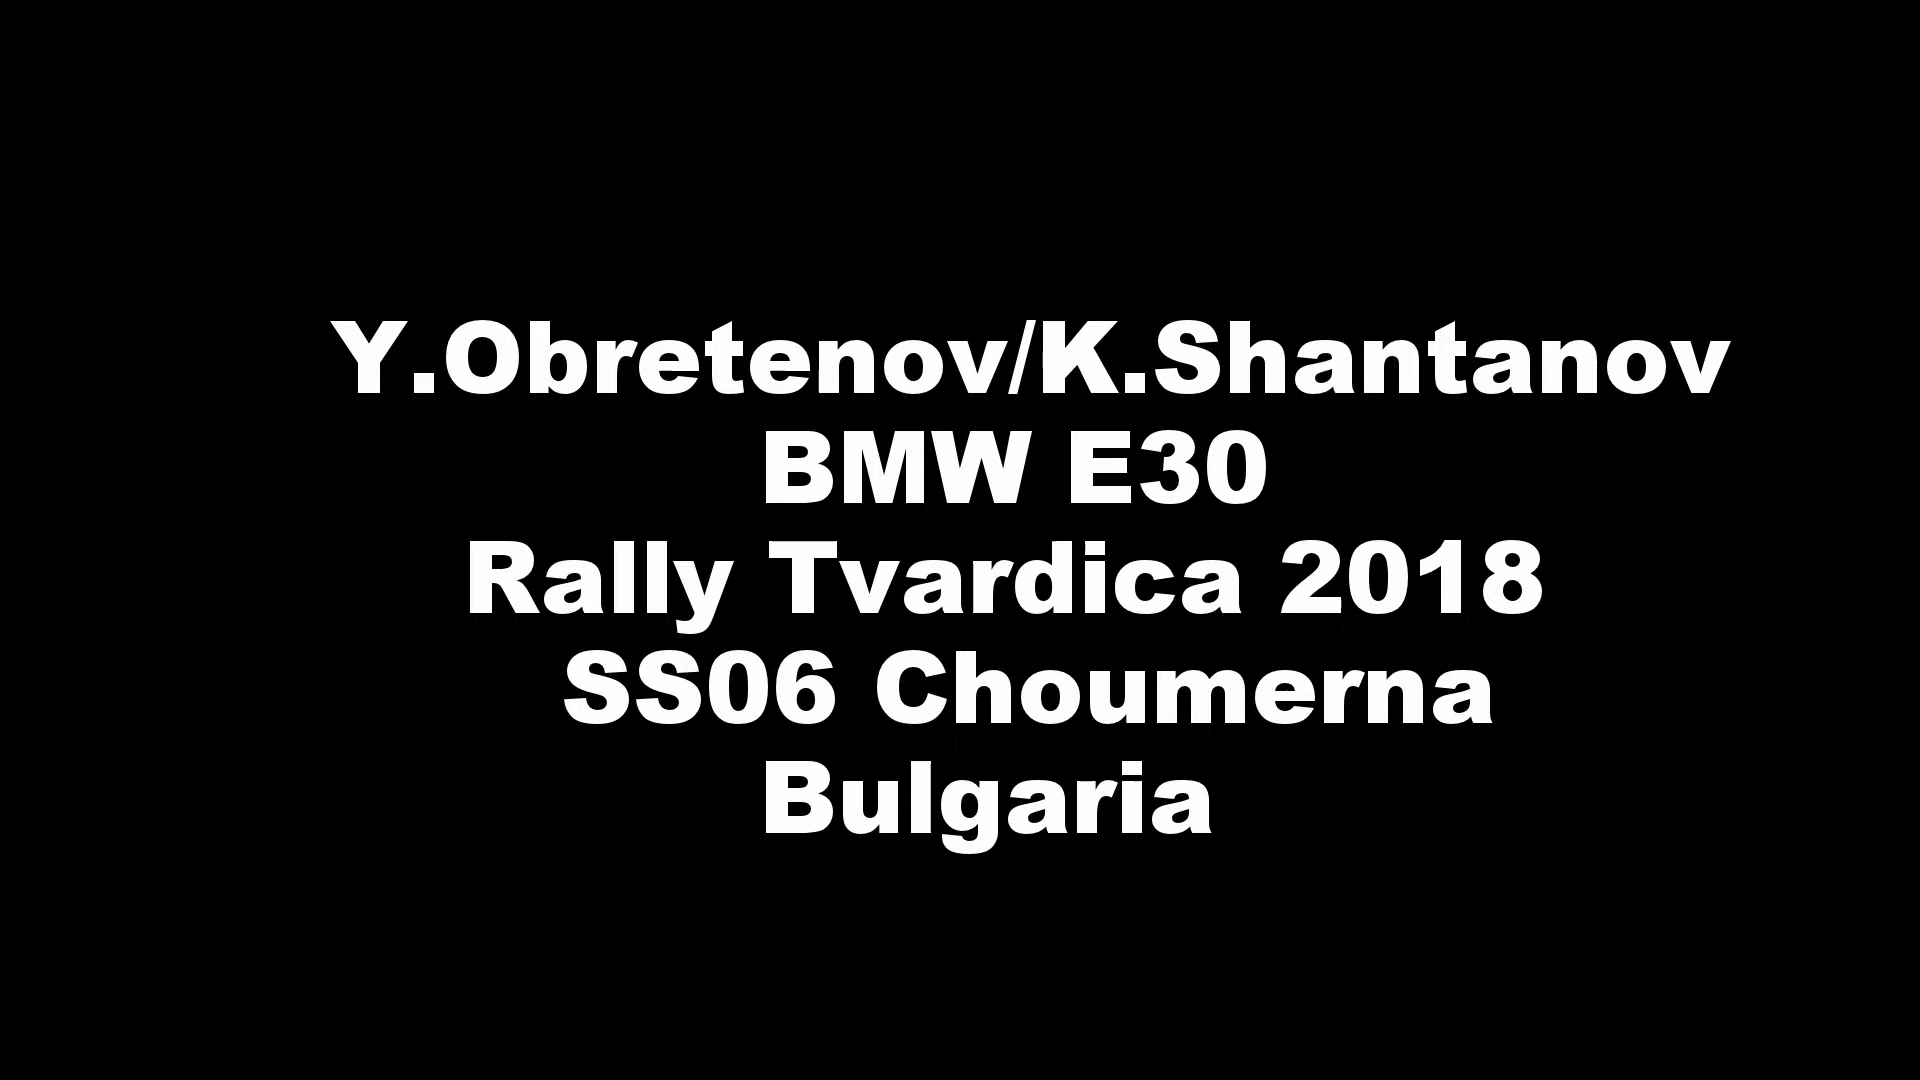 Y.Obretenov/K.Shantanov
BMW E30
Rally Tvardica 2018
SS06 Choumerna
Bulgaria